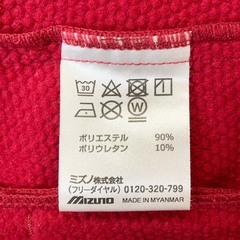 30
W
ポリエステル 90%
ポリウレタン 10%
ミズノ株式会社
(フリーダイヤル) 0120-320-799
MIZUNO MADE IN MYANMAR